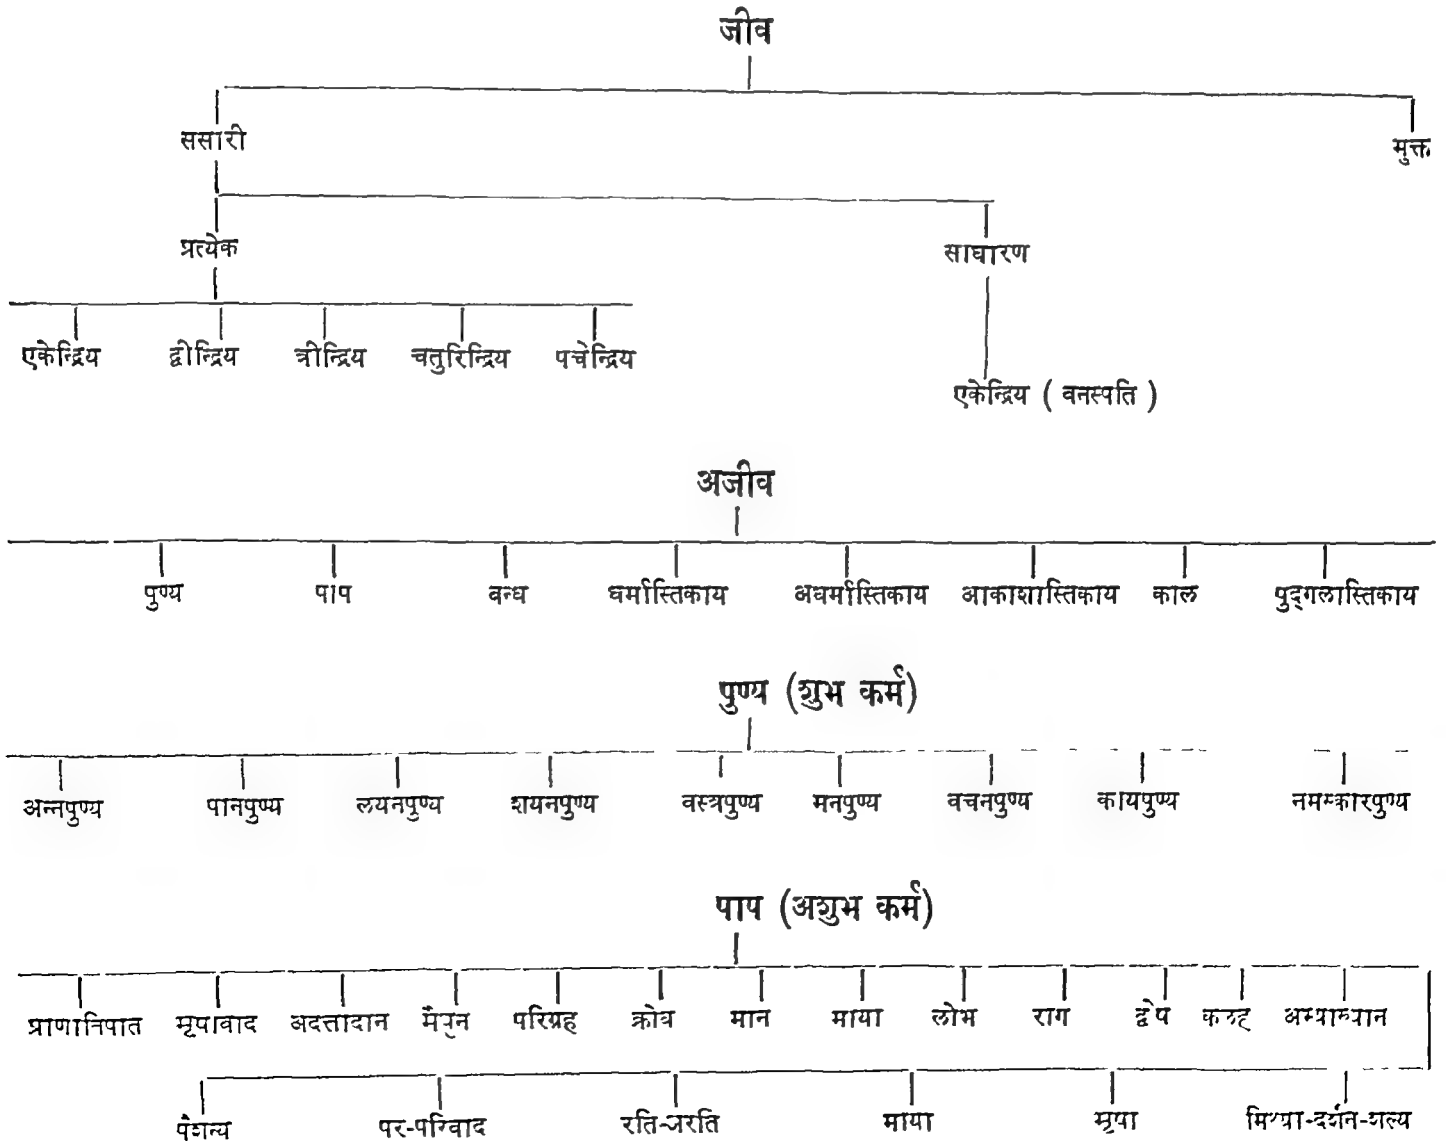 जीव
ससारी मुक्त
प्रत्येक साधारण
एकेन्द्रिय द्वीन्द्रिय त्रीन्द्रिय चतुरिन्द्रिय पचेन्द्रिय
एकेन्द्रिय ( वनस्पति )
अजीव
पुण्य पाप बन्ध धर्मास्तिकाय अधर्मास्तिकाय आकाशास्तिकाय काल पुद्गलास्तिकाय
पुण्य (शुभ कर्म)
अन्नपुण्य पानपुण्य लयनपुण्य शयनपुण्य वस्त्रपुण्य मनपुण्य वचनपुण्य कायपुण्य नमस्कारपुण्य
पाप (अशुभ कर्म)
प्राणातिपात मृषावाद अदत्तादान मैथुन परिग्रह क्रोध मान माया लोभ राग द्वेष कलह अभ्याख्यान
पैशन्य पर-परिवाद रति-अरति माया मृषा मिथ्या-दर्शन-शल्य